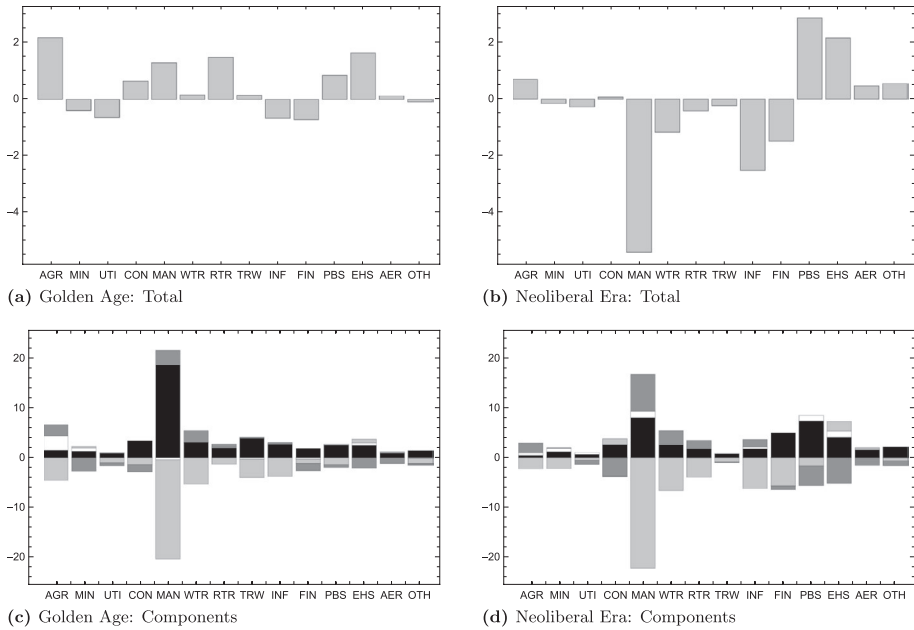 2
0
−2
−4
AGR MIN UTI CON MAN WTR RTR TRW INF FIN PBS EHS AER OTH
(a) Golden Age: Total
2
0
−2
−4
AGR MIN UTI CON MAN WTR RTR TRW INF FIN PBS EHS AER OTH
(b) Neoliberal Era: Total
20
10
0
−10
−20
AGR MIN UTI CON MAN WTR RTR TRW INF FIN PBS EHS AER OTH
(c) Golden Age: Components
20
10
0
−10
−20
AGR MIN UTI CON MAN WTR RTR TRW INF FIN PBS EHS AER OTH
(d) Neoliberal Era: Components